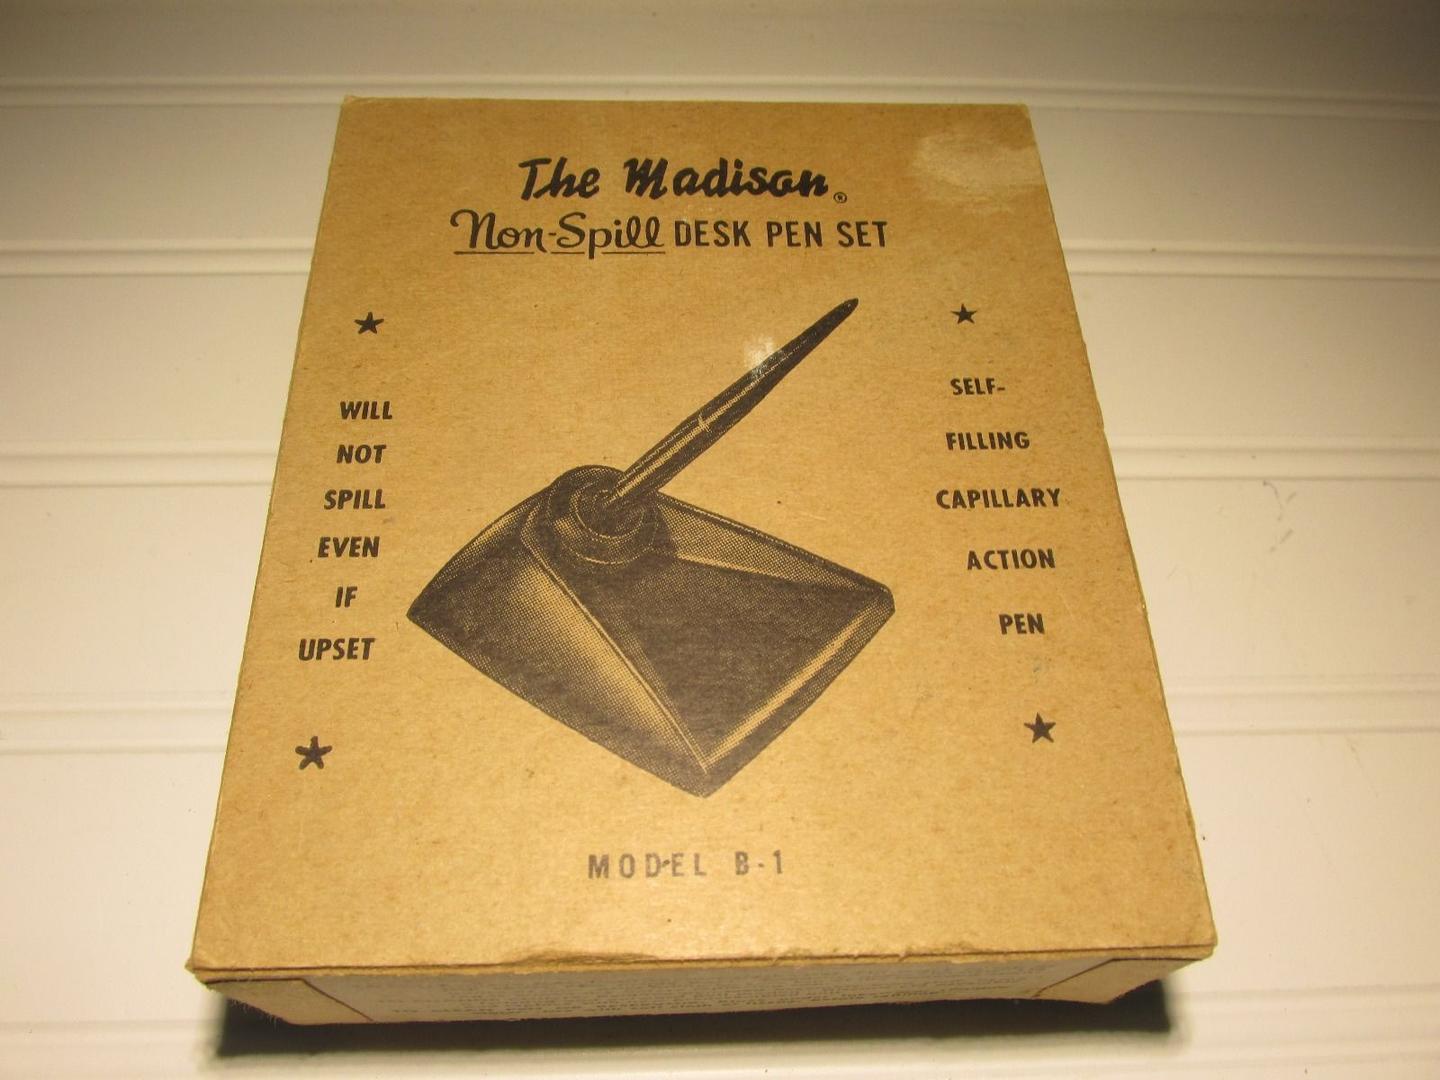 The Madison®
Non-Spill DESK PEN SET
WILL
NOT
SPILL
EVEN
IF
UPSET
SELF-
FILLING
CAPILLARY
ACTION
PEN
MODEL B-1